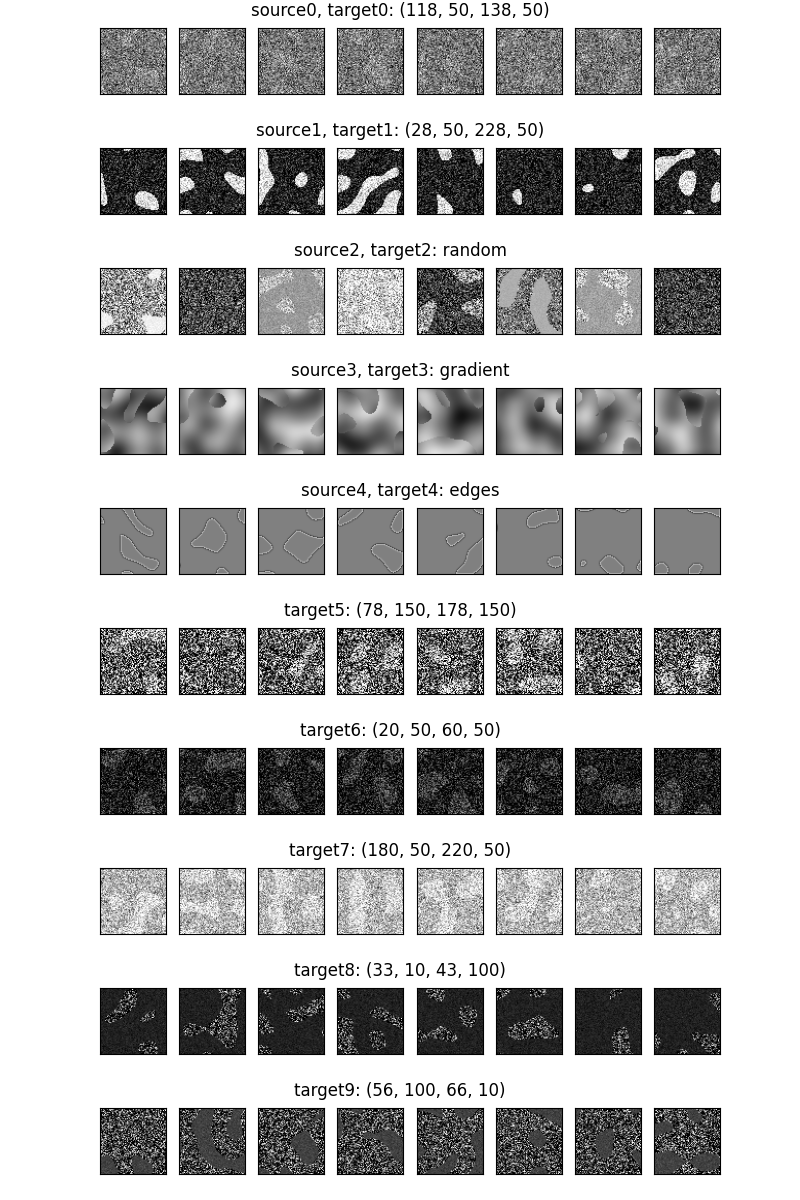 source0, target0: (118, 50, 138, 50)
source1, target1: (28, 50, 228, 50)
source2, target2: random
source3, target3: gradient
source4, target4: edges
target5: (78, 150, 178, 150)
target6: (20, 50, 60, 50)
target7: (180, 50, 220, 50)
target8: (33, 10, 43, 100)
target9: (56, 100, 66, 10)